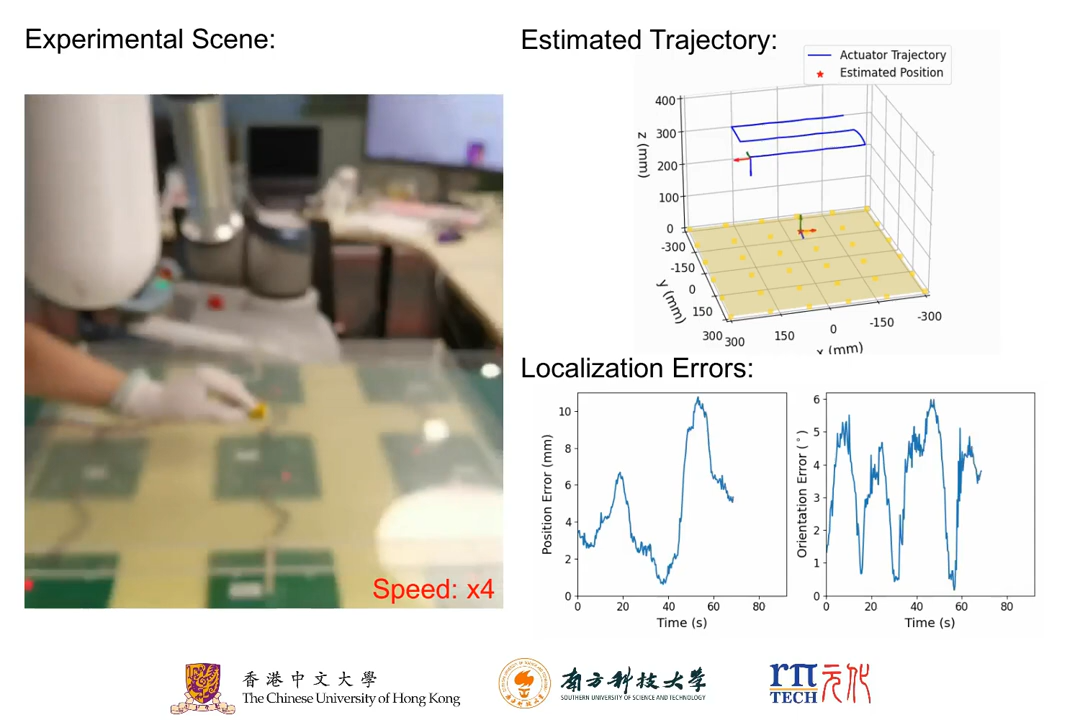 Experimental Scene:
Speed: x4
Estimated Trajectory:
Actuator Trajectory
Estimated Position
z (mm)
400
300
200
100
0
-300
-150
0
150
300
y (mm)
300
150
0
-150
-300
x (mm)
Localization Errors:
Position Error (mm)
10
8
6
4
2
0
0 20 40 60 80
Time (s)
Orientation Error (°)
6
5
4
3
2
1
0
0 20 40 60 80
Time (s)
香港中文大學
The Chinese University of Hong Kong
南方科技大学
SOUTHERN UNIVERSITY OF SCIENCE AND TECHNOLOGY
rπ元化
TECH